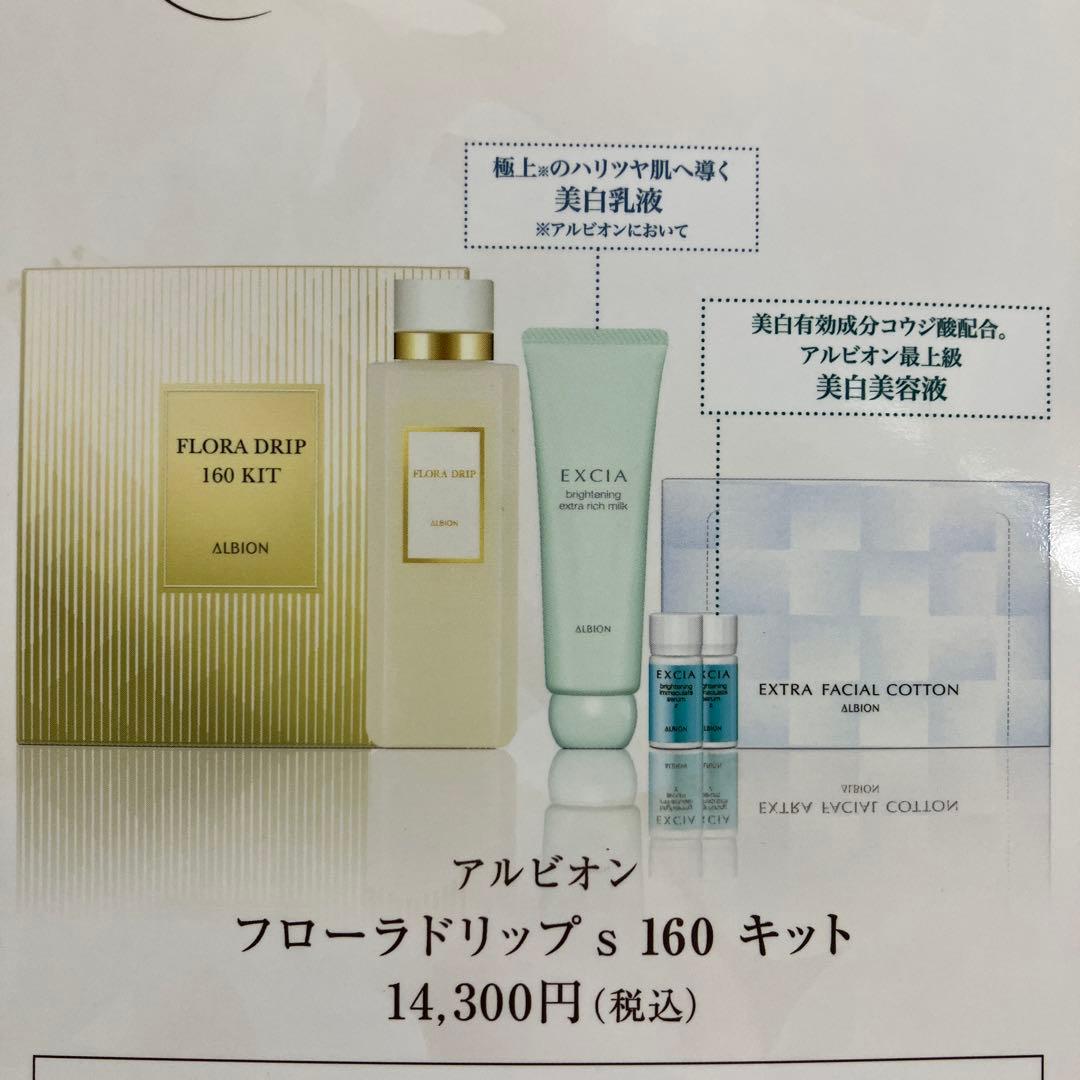 極上※のハリツヤ肌へ導く
美白乳液
※アルビオンにおいて
美白有効成分コウジ酸配合。
アルビオン最上級
美白美容液
FLORA DRIP
160 KIT
ALBION
FLORA DRIP
ALBION
EXCIA
brightening
extra rich milk
ALBION
EXCIA
brightening
immaculate
serum
ALBION
EXTRA FACIAL COTTON
ALBION
アルビオン
フローラドリップ s 160 キット
14,300円(税込)